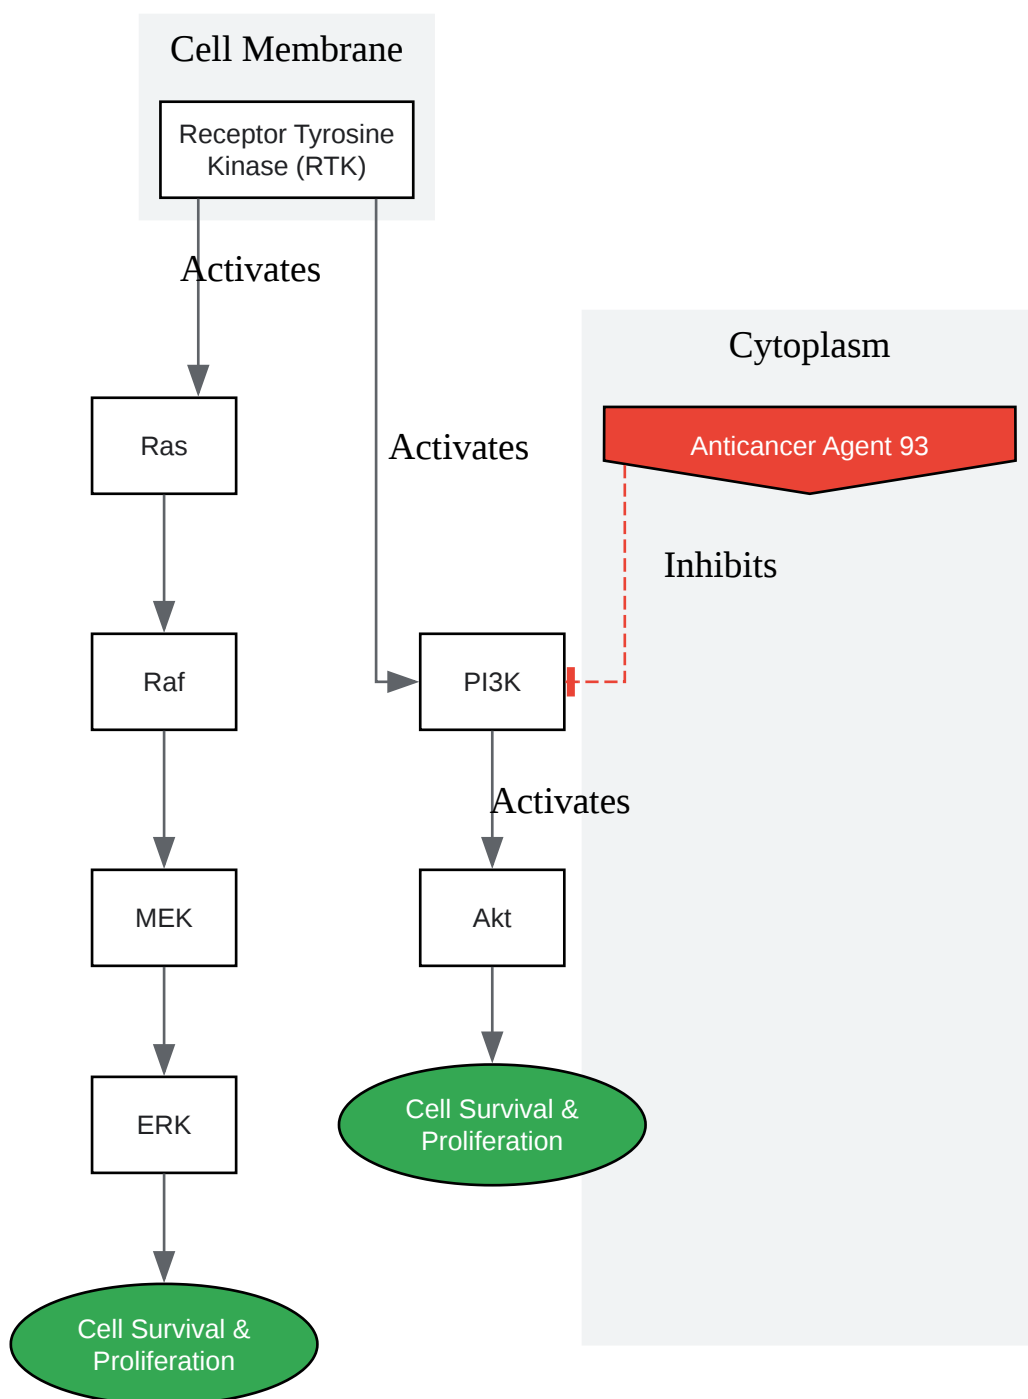 Cell Membrane
Receptor Tyrosine
Kinase (RTK)
Activates
Cytoplasm
Ras
Activates
Anticancer Agent 93
Inhibits
Raf
PI3K
Activates
MEK
Akt
ERK
Cell Survival &
Proliferation
Cell Survival &
Proliferation